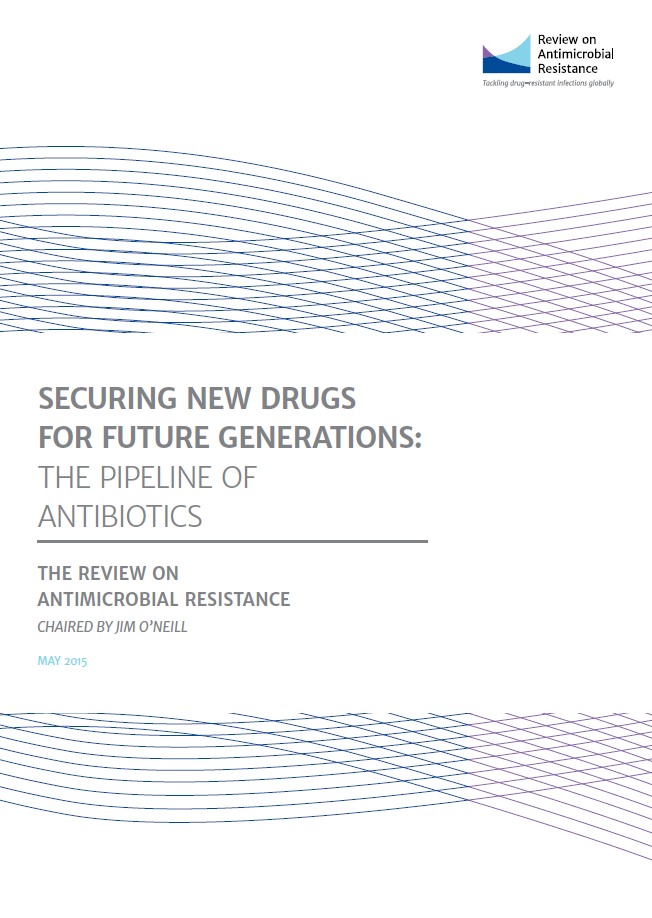 Review on
Antimicrobial
Resistance
Tackling drug-resistant infections globally
SECURING NEW DRUGS
FOR FUTURE GENERATIONS:
THE PIPELINE OF
ANTIBIOTICS
THE REVIEW ON
ANTIMICROBIAL RESISTANCE
CHAIRED BY JIM O’NEILL
MAY 2015